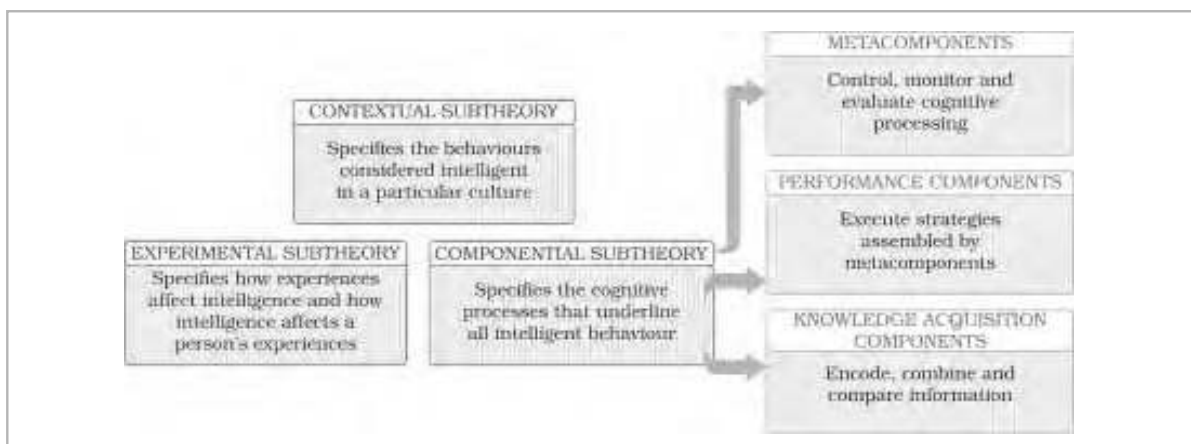 CONTEXTUAL SUBTHEORY
Specifies the behaviours
considered intelligent
in a particular culture
EXPERIMENTAL SUBTHEORY
Specifies how experiences
affect intelligence and how
intelligence affects a
person's experiences
COMPONENTIAL SUBTHEORY
Specifies the cognitive
processes that underline
all intelligent behaviour
METACOMPONENTS
Control, monitor and
evaluate cognitive
processing
PERFORMANCE COMPONENTS
Execute strategies
assembled by
metacomponents
KNOWLEDGE ACQUISITION
COMPONENTS
Encode, combine and
compare information